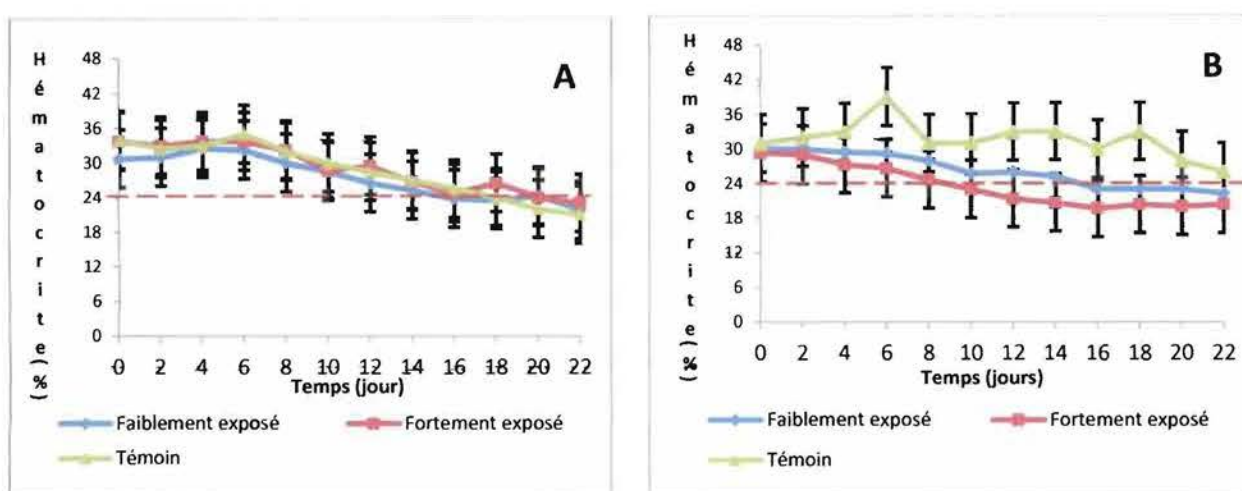 A
Hématocrite)%(
48
42
36
30
24
18
12
6
0
0 2 4 6 8 10 12 14 16 18 20 22
Temps (jour)
Faiblement exposé
Fortement exposé
Témoin
B
Hématocrite)%(
48
42
36
30
24
18
12
6
0
0 2 4 6 8 10 12 14 16 18 20 22
Temps (jours)
Faiblement exposé
Fortement exposé
Témoin